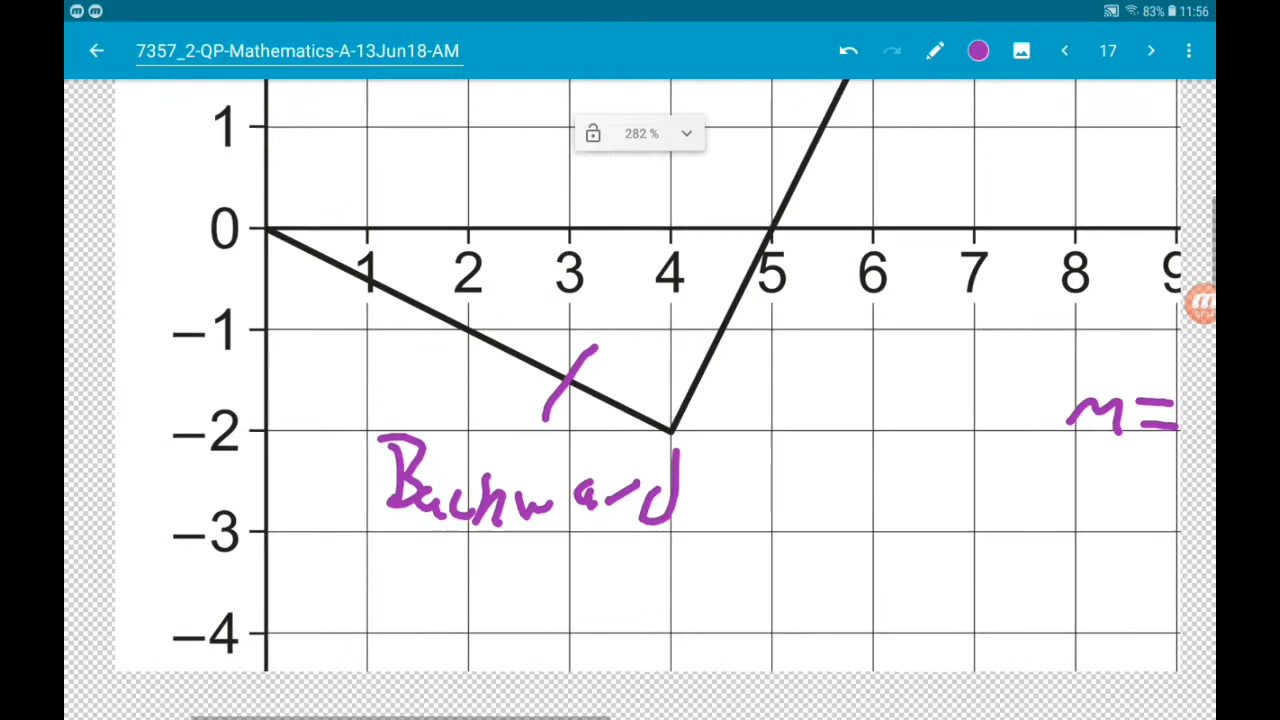 83% 11:56
7357_2-QP-Mathematics-A-13Jun18-AM
17
282 %
1
0
1 2 3 4 5 6 7 8 9
−1
m=
−2
Backward
−3
−4